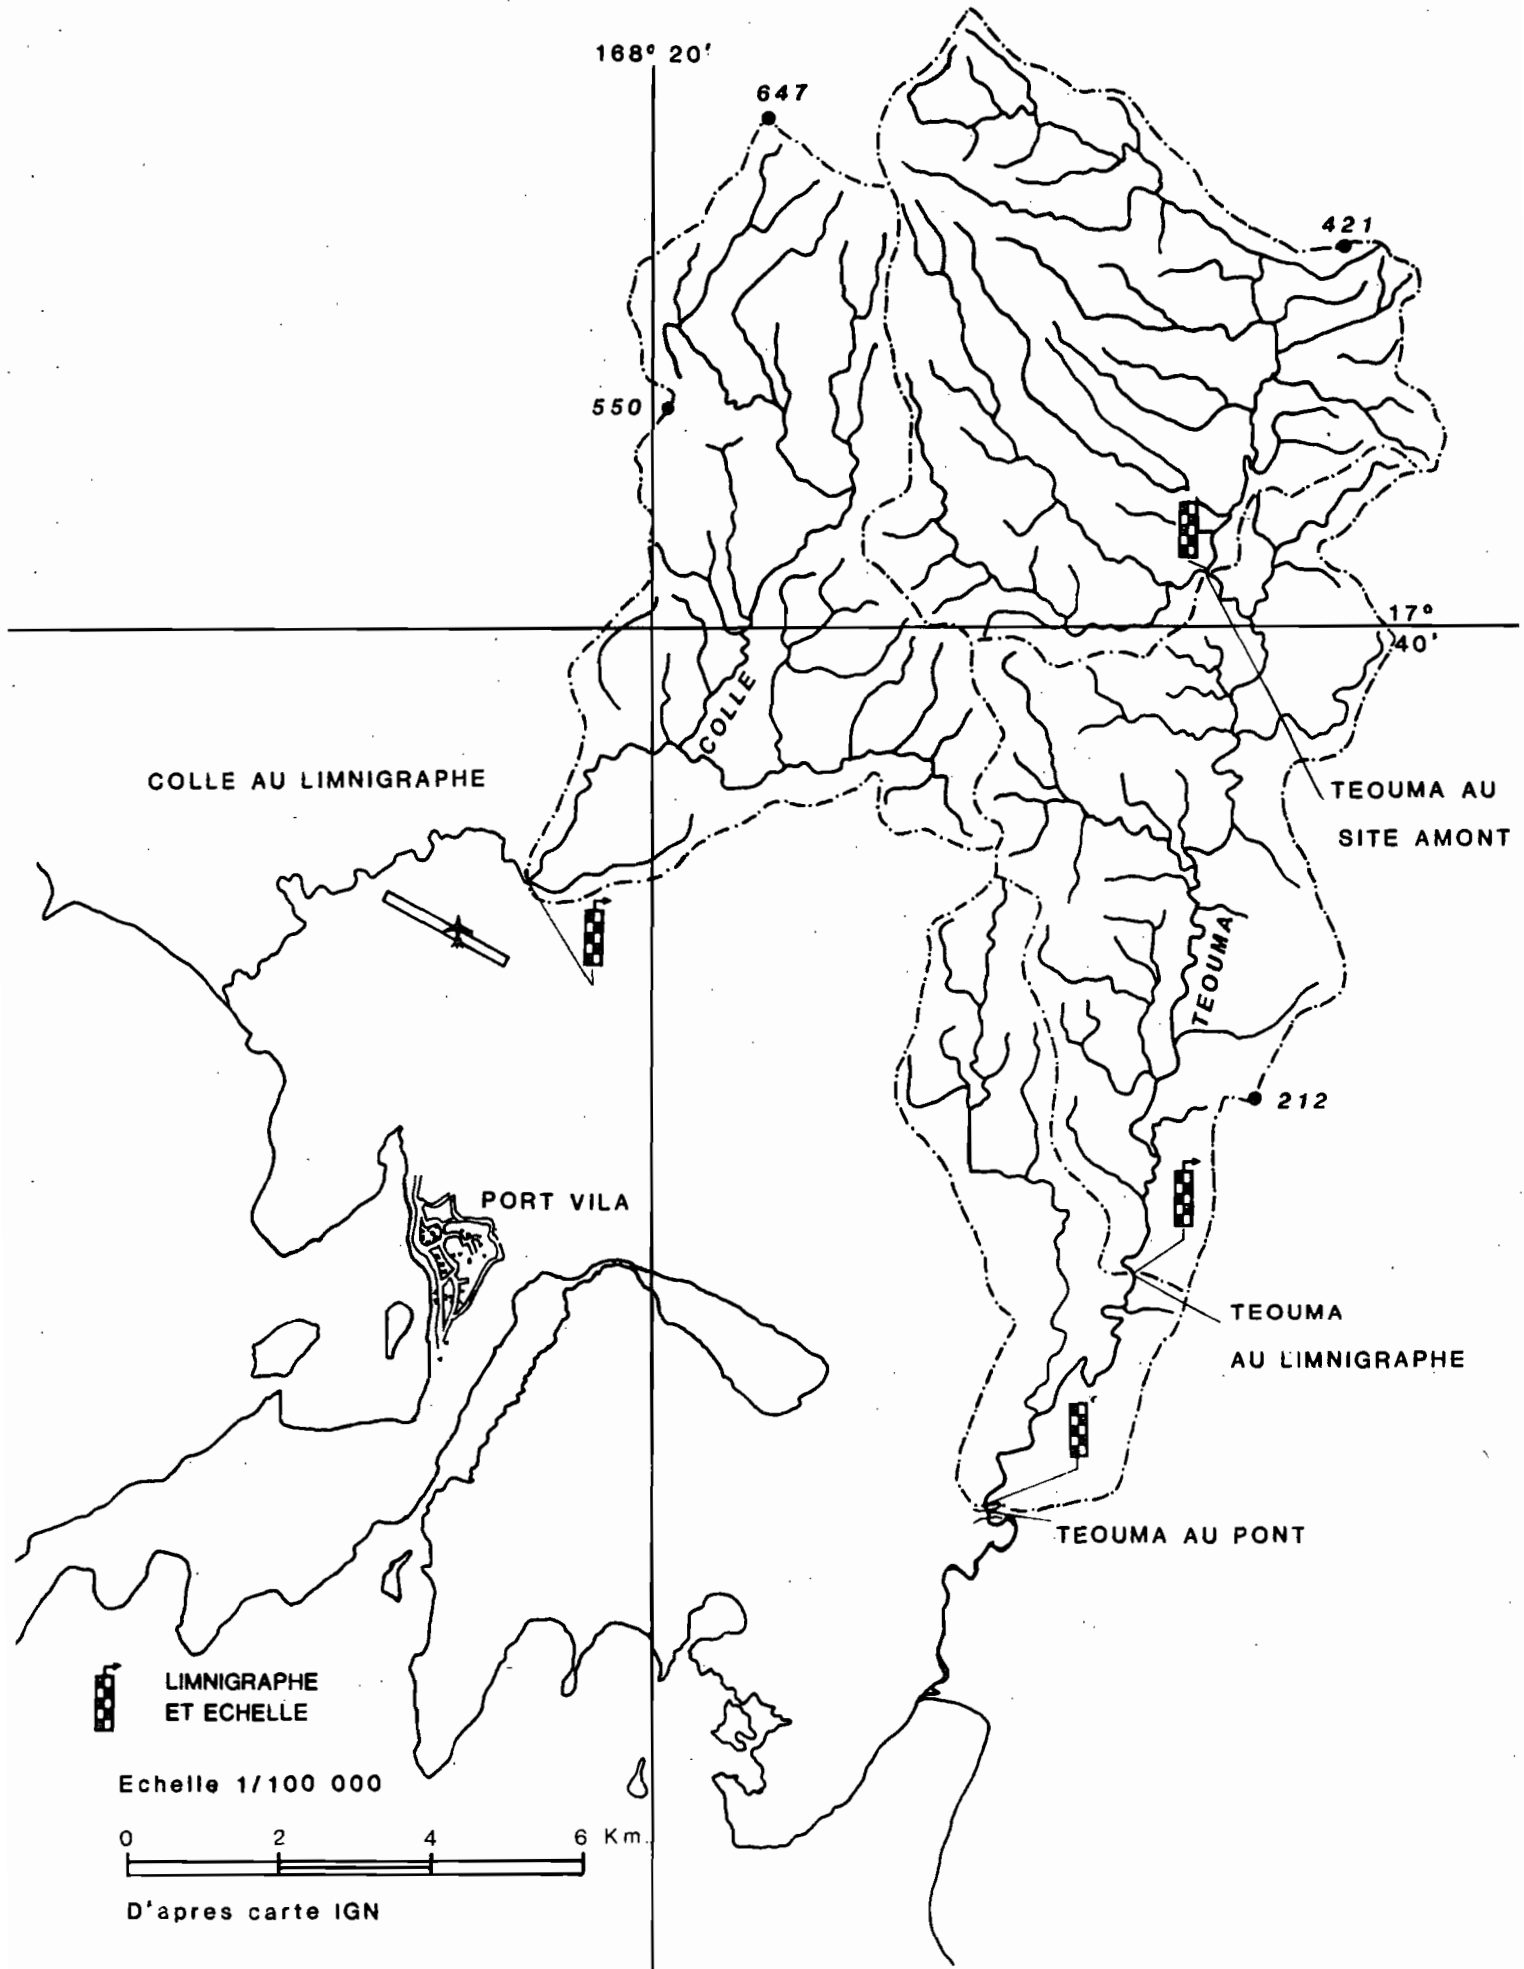 168° 20'
647
421
550
17°
40'
COLLE
COLLE AU LIMNIGRAPHE
TEOUMA AU
SITE AMONT
TEOUMA
212
PORT VILA
TEOUMA
AU LIMNIGRAPHE
TEOUMA AU PONT
LIMNIGRAPHE
ET ECHELLE
Echelle 1/100 000
0 2 4 6 Km.
D'apres carte IGN